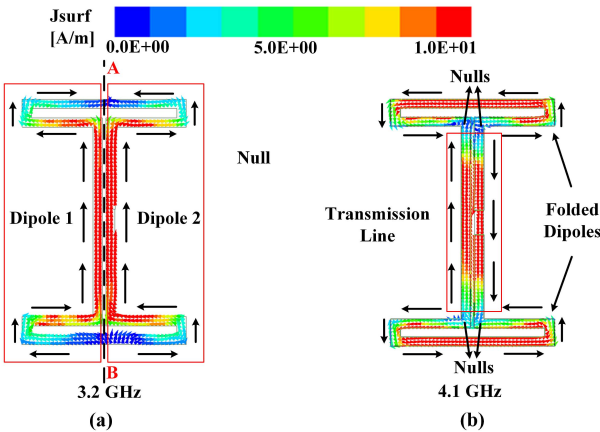 Jsurf
[A/m]
0.0E+00 5.0E+00 1.0E+01
A
Nulls
Null
Dipole 1 Dipole 2
Transmission
Line
Folded
Dipoles
B
Nulls
3.2 GHz 4.1 GHz
(a) (b)